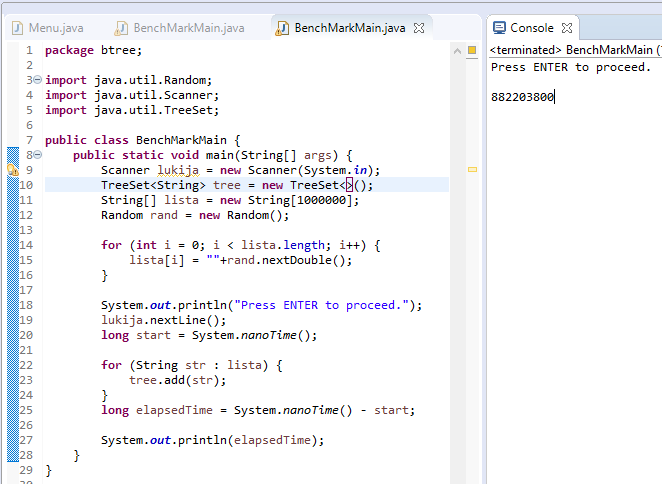 Menu.java
BenchMarkMain.java
BenchMarkMain.java
1 package btree;
2
3 import java.util.Random;
4 import java.util.Scanner;
5 import java.util.TreeSet;
6
7 public class BenchMarkMain {
8 public static void main(String[] args) {
9 Scanner lukija = new Scanner(System.in);
10 TreeSet<String> tree = new TreeSet<>();
11 String[] lista = new String[1000000];
12 Random rand = new Random();
13
14 for (int i = 0; i < lista.length; i++) {
15 lista[i] = ""+rand.nextDouble();
16 }
17
18 System.out.println("Press ENTER to proceed.");
19 lukija.nextLine();
20 long start = System.nanoTime();
21
22 for (String str : lista) {
23 tree.add(str);
24 }
25 long elapsedTime = System.nanoTime() - start;
26
27 System.out.println(elapsedTime);
28 }
29 }
Console
<terminated> BenchMarkMain (
Press ENTER to proceed.
882203800